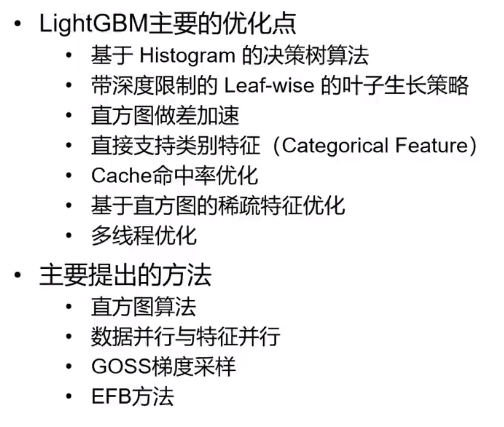 • LightGBM主要的优化点
• 基于 Histogram 的决策树算法
• 带深度限制的 Leaf-wise 的叶子生长策略
• 直方图做差加速
• 直接支持类别特征（Categorical Feature）
• Cache命中率优化
• 基于直方图的稀疏特征优化
• 多线程优化
• 主要提出的方法
• 直方图算法
• 数据并行与特征并行
• GOSS梯度采样
• EFB方法